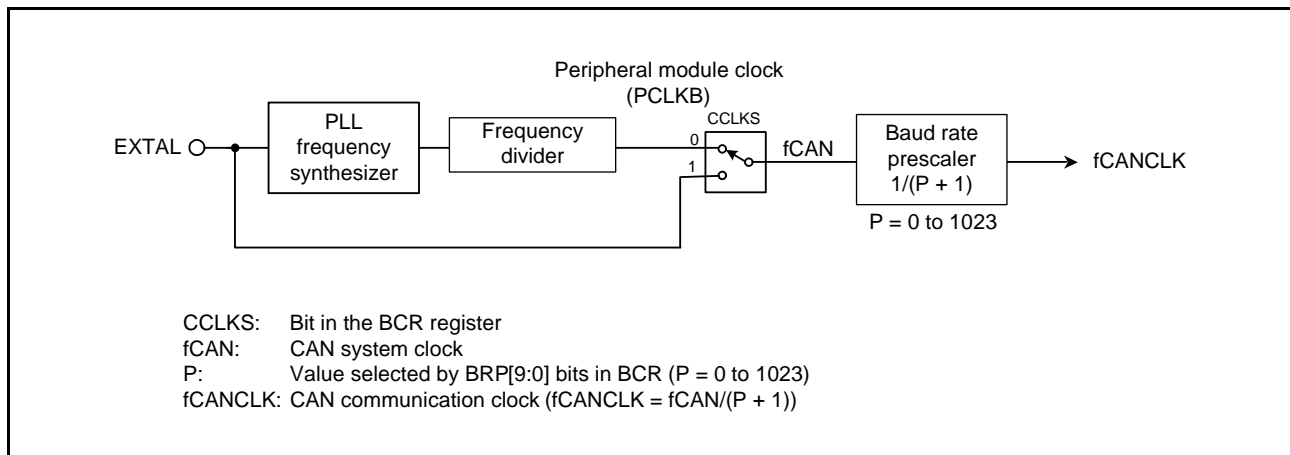 Peripheral module clock
(PCLKB)
CCLKS
EXTAL
PLL
frequency
synthesizer
Frequency
divider
0
1
fCAN
Baud rate
prescaler
1/(P + 1)
fCANCLK
P = 0 to 1023
CCLKS: Bit in the BCR register
fCAN: CAN system clock
P: Value selected by BRP[9:0] bits in BCR (P = 0 to 1023)
fCANCLK: CAN communication clock (fCANCLK = fCAN/(P + 1))